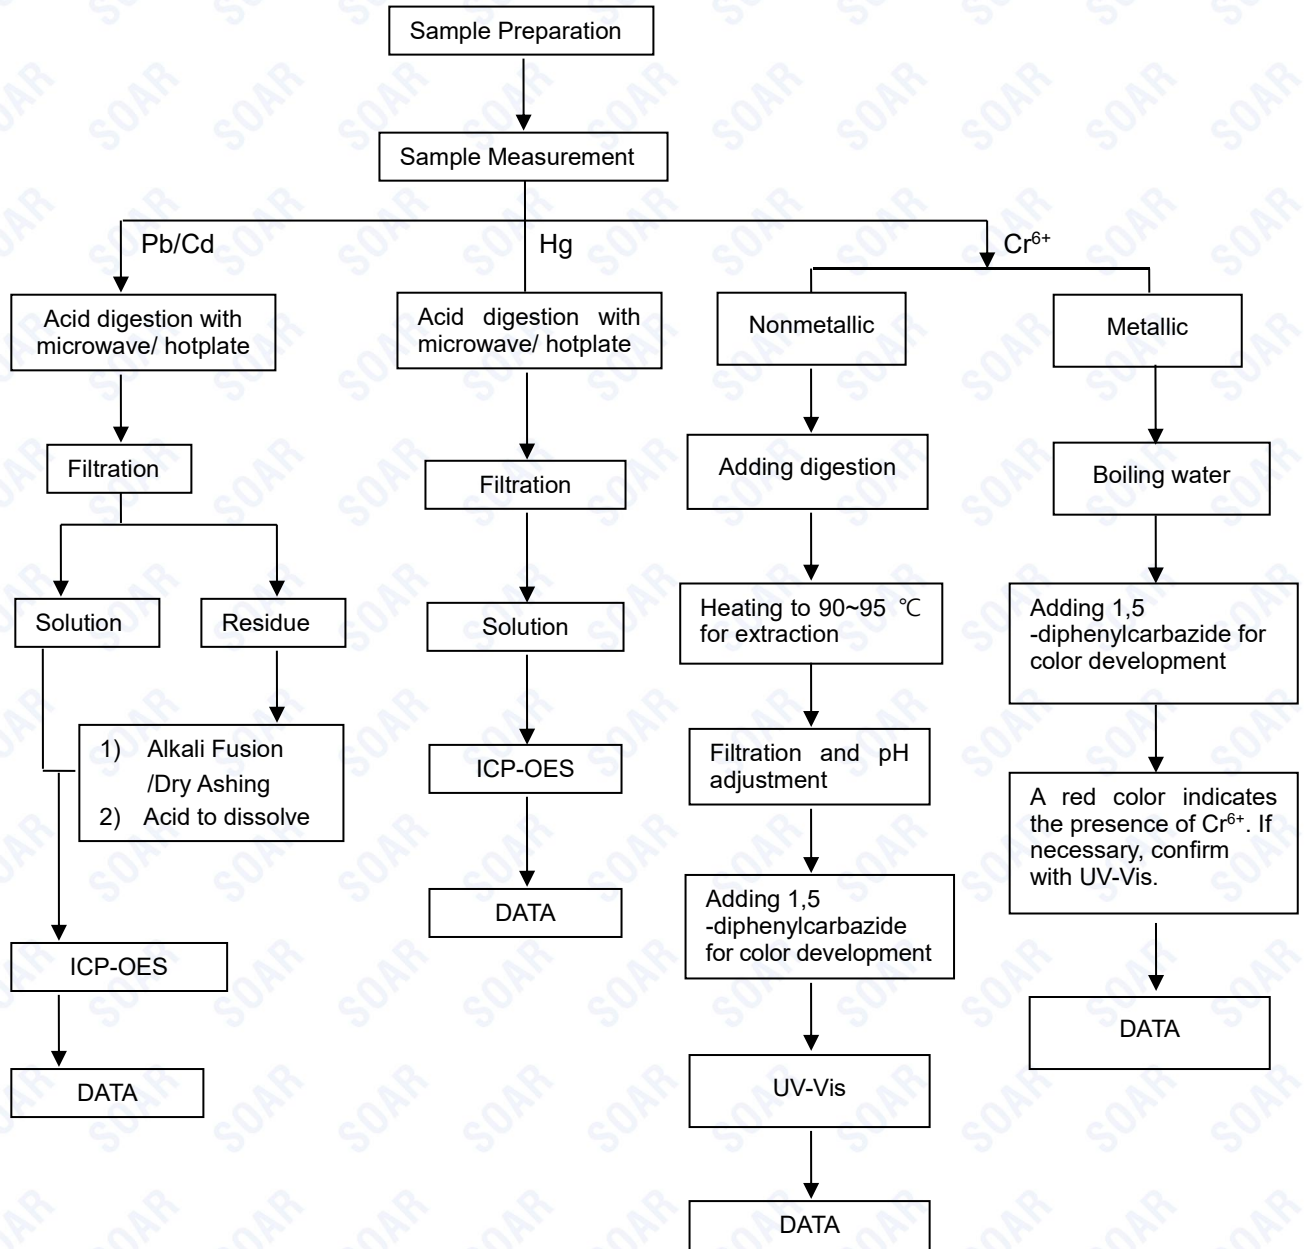 Sample Preparation
Sample Measurement
Pb/Cd
Hg
Cr⁶⁺
Acid digestion with
microwave/ hotplate
Filtration
Solution
Residue
1) Alkali Fusion
/Dry Ashing
2) Acid to dissolve
ICP-OES
DATA
Acid digestion with
microwave/ hotplate
Filtration
Solution
ICP-OES
DATA
Nonmetallic
Adding digestion
Heating to 90~95 ℃
for extraction
Filtration and pH
adjustment
Adding 1,5
-diphenylcarbazide
for color development
UV-Vis
DATA
Metallic
Boiling water
Adding 1,5
-diphenylcarbazide for
color development
A red color indicates
the presence of Cr⁶⁺. If
necessary, confirm
with UV-Vis.
DATA
SOAR